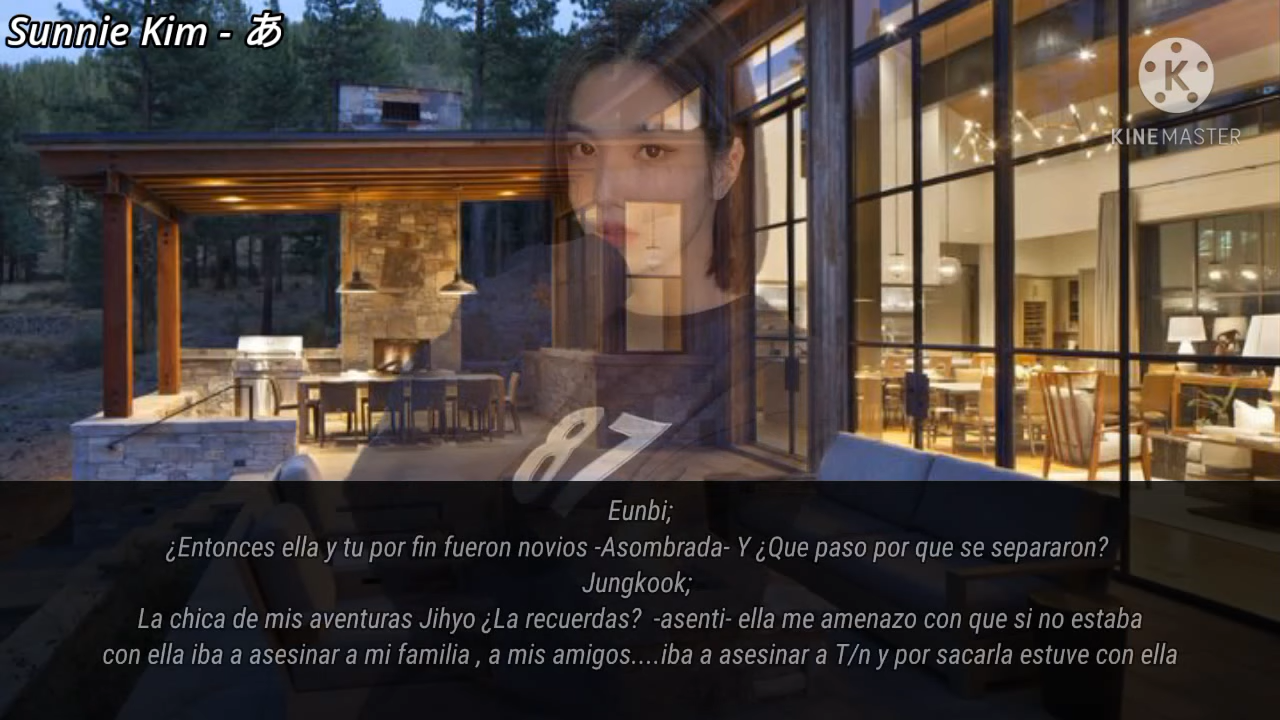 Sunnie Kim - あ
K
KINEMASTER
87
Eunbi;
¿Entonces ella y tu por fin fueron novios -Asombrada- Y ¿Que paso por que se separaron?
Jungkook;
La chica de mis aventuras Jihyo ¿La recuerdas? -asenti- ella me amenazo con que si no estaba
con ella iba a asesinar a mi familia , a mis amigos....iba a asesinar a T/n y por sacarla estuve con ella